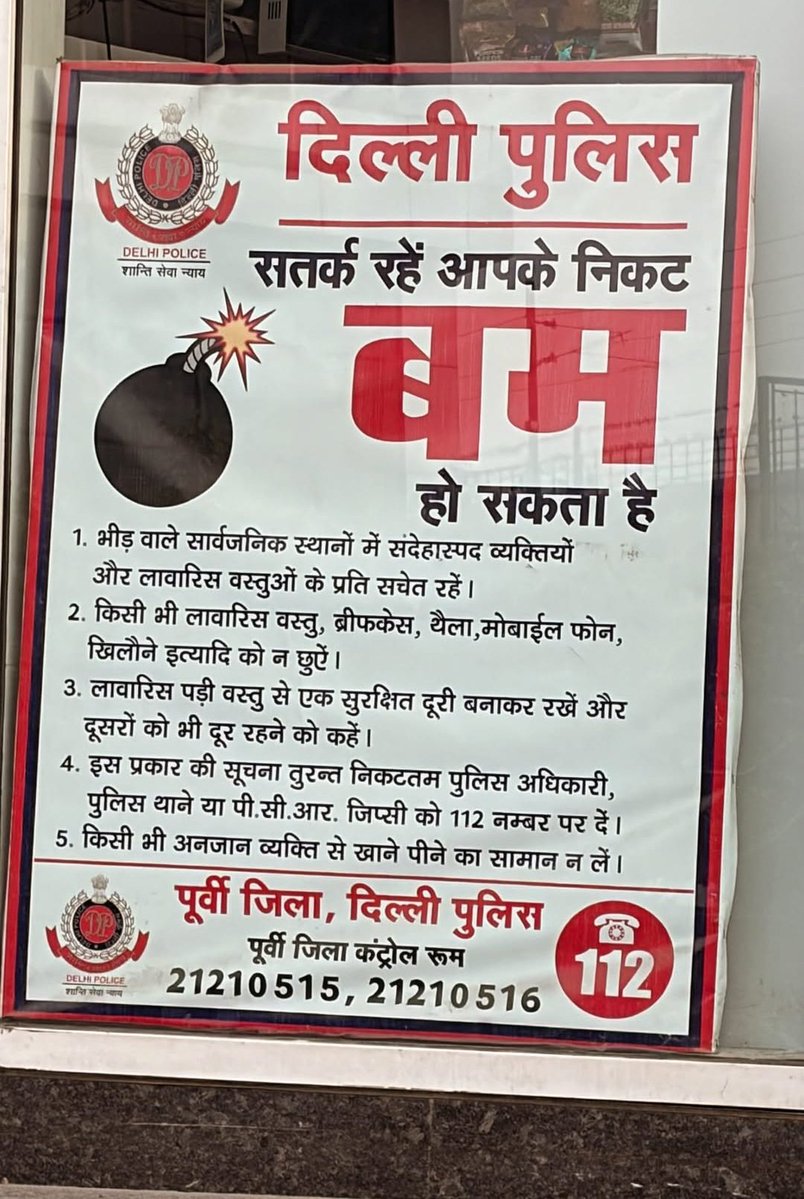 दिल्ली पुलिस
DELHI POLICE
शान्ति सेवा न्याय
सतर्क रहें आपके निकट
बम
हो सकता है
1. भीड़ वाले सार्वजनिक स्थानों में संदेहास्पद व्यक्तियों
और लावारिस वस्तुओं के प्रति सचेत रहें।
2. किसी भी लावारिस वस्तु, ब्रीफकेस, थैला,मोबाईल फोन,
खिलौने इत्यादि को न छुऐं।
3. लावारिस पड़ी वस्तु से एक सुरक्षित दूरी बनाकर रखें और
दूसरों को भी दूर रहने को कहें।
4. इस प्रकार की सूचना तुरन्त निकटतम पुलिस अधिकारी,
पुलिस थाने या पी.सी.आर. जिप्सी को 112 नम्बर पर दें।
5. किसी भी अनजान व्यक्ति से खाने पीने का सामान न लें।
पूर्वी जिला, दिल्ली पुलिस
पूर्वी जिला कंट्रोल रूम
21210515, 21210516
DELHI POLICE
शान्ति सेवा न्याय
112